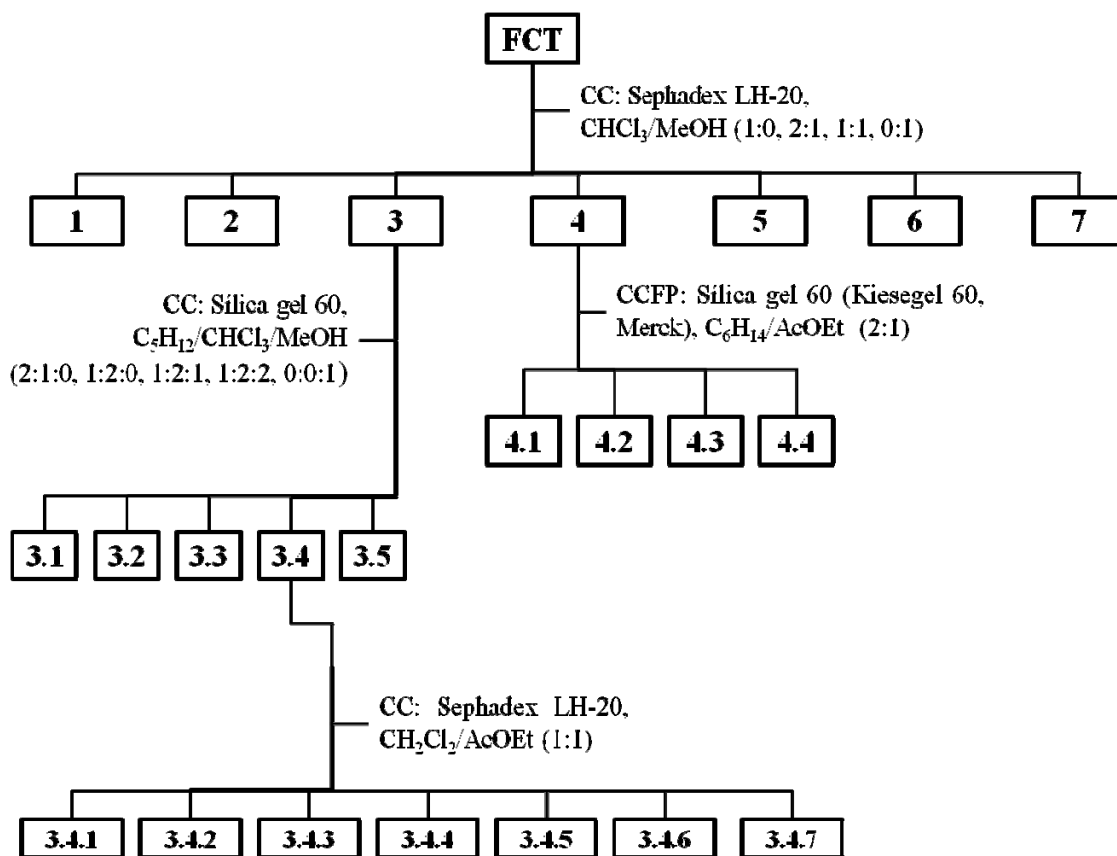 FCT
CC: Sephadex LH-20,
CHCl₃/MeOH (1:0, 2:1, 1:1, 0:1)
1 2 3 4 5 6 7
CC: Sílica gel 60,
C₅H₁₂/CHCl₃/MeOH
(2:1:0, 1:2:0, 1:2:1, 1:2:2, 0:0:1)
CCFP: Sílica gel 60 (Kiesegel 60,
Merck), C₆H₁₄/AcOEt (2:1)
4.1 4.2 4.3 4.4
3.1 3.2 3.3 3.4 3.5
CC: Sephadex LH-20,
CH₂Cl₂/AcOEt (1:1)
3.4.1 3.4.2 3.4.3 3.4.4 3.4.5 3.4.6 3.4.7